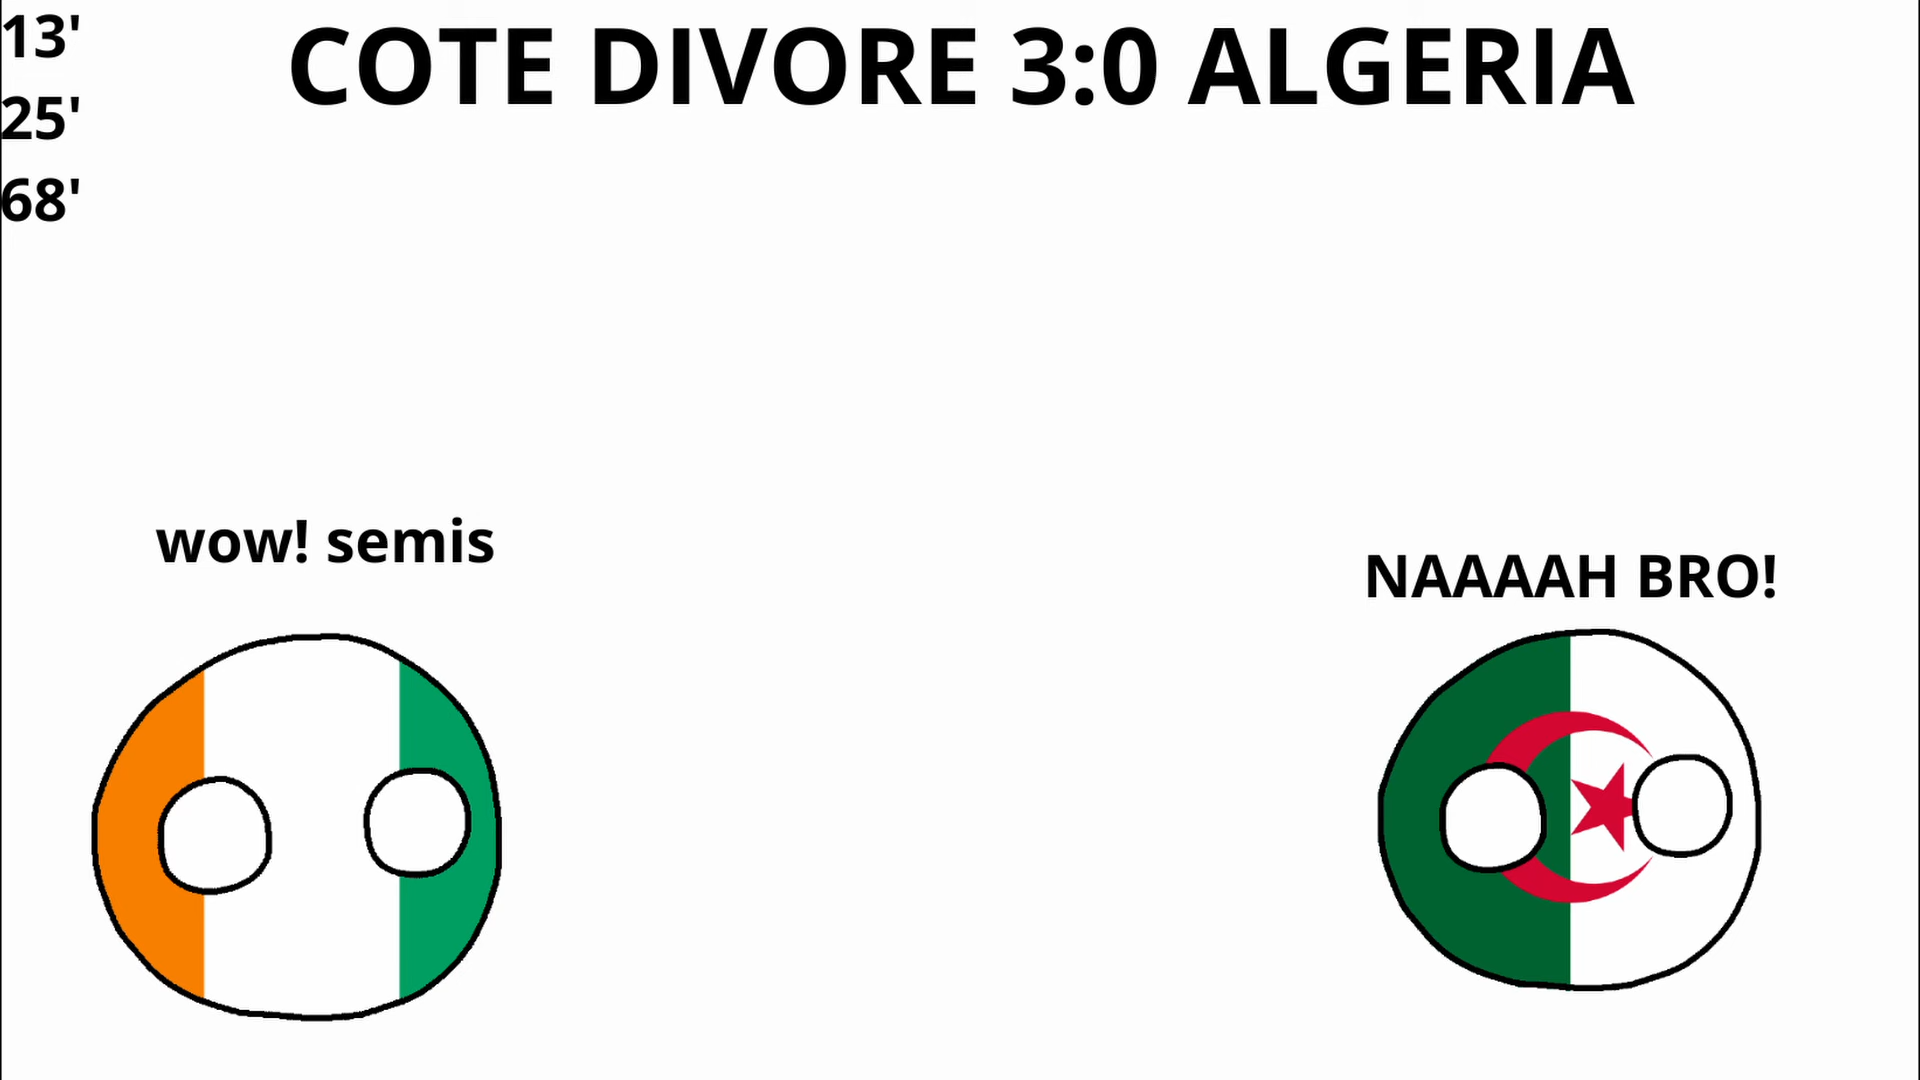 COTE DIVORE 3:0 ALGERIA
13'
25'
68'
wow! semis
NAAAAH BRO!